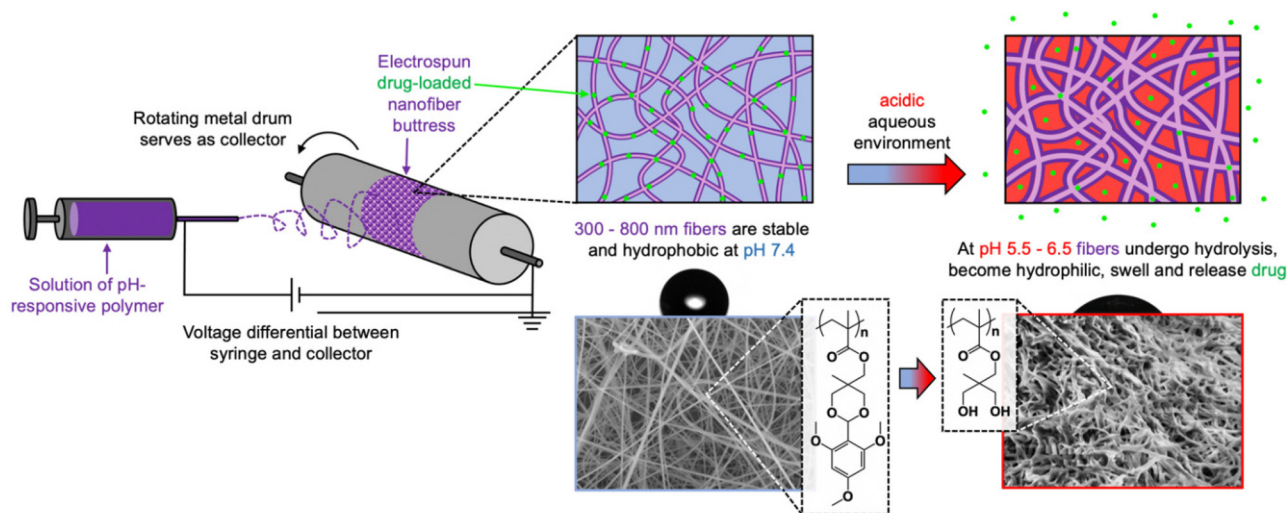 Rotating metal drum
serves as collector
Electrospun
drug-loaded
nanofiber
buttress
Solution of pH-
responsive polymer
Voltage differential between
syringe and collector
acidic
aqueous
environment
300 - 800 nm fibers are stable
and hydrophobic at pH 7.4
At pH 5.5 - 6.5 fibers undergo hydrolysis,
become hydrophilic, swell and release drug
n
O
O
O
O
O
O
O
n
O
O
OH
OH